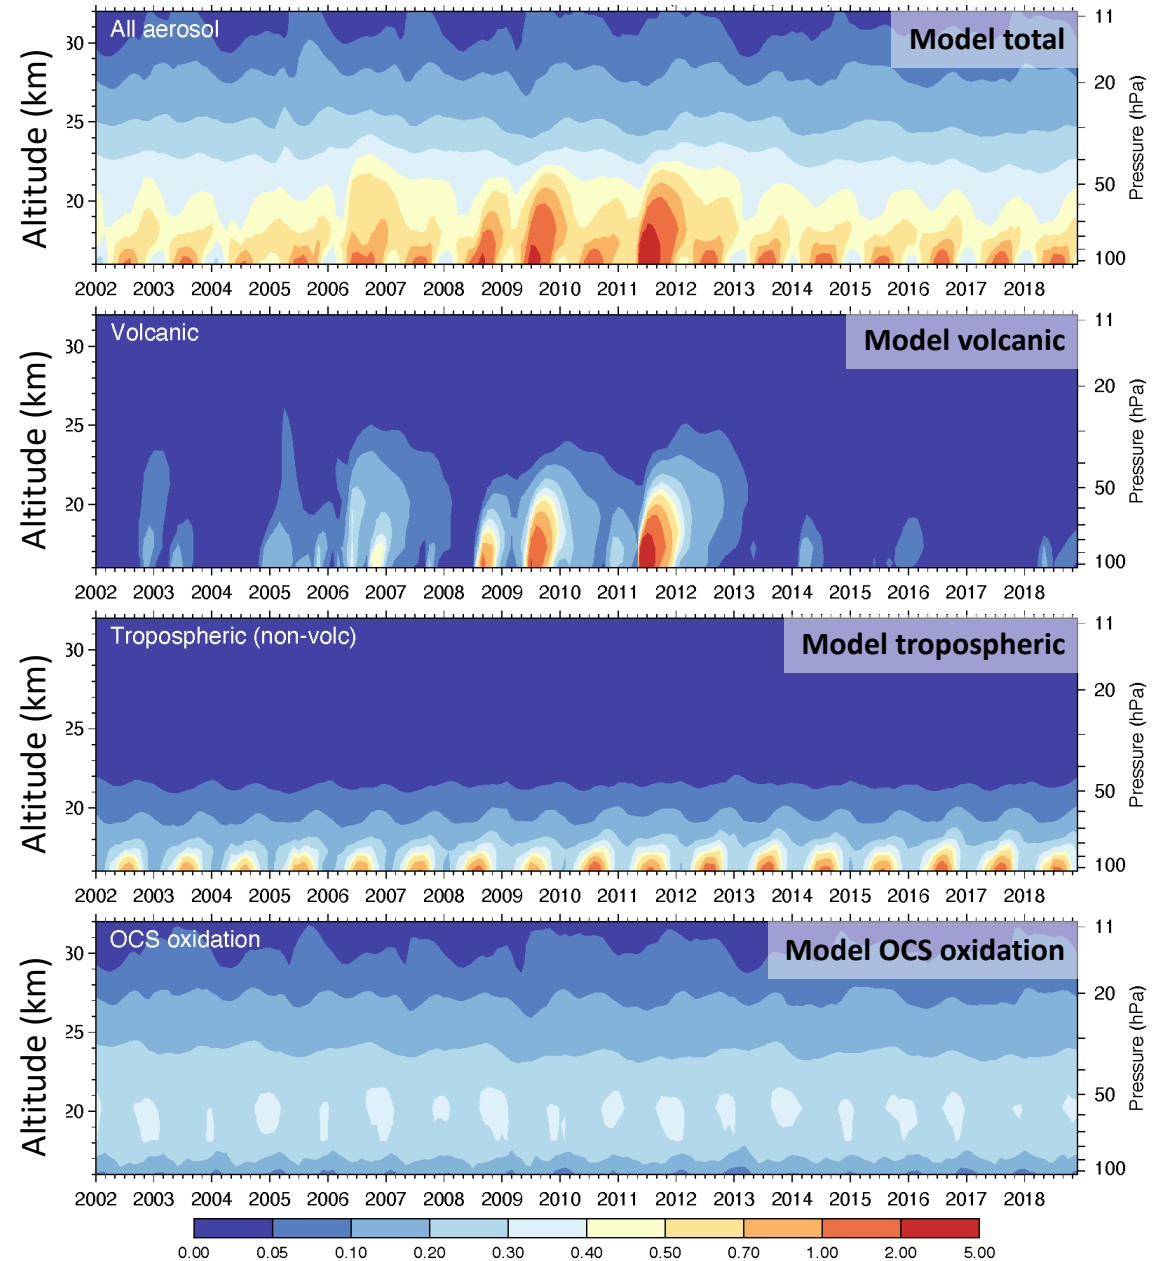 All aerosol
Model total
Altitude (km)
30
25
20
11
20
50
100
Pressure (hPa)
2002 2003 2004 2005 2006 2007 2008 2009 2010 2011 2012 2013 2014 2015 2016 2017 2018
Volcanic
Model volcanic
Altitude (km)
30
25
20
11
20
50
100
Pressure (hPa)
2002 2003 2004 2005 2006 2007 2008 2009 2010 2011 2012 2013 2014 2015 2016 2017 2018
Tropospheric (non-volc)
Model tropospheric
Altitude (km)
30
25
20
11
20
50
100
Pressure (hPa)
2002 2003 2004 2005 2006 2007 2008 2009 2010 2011 2012 2013 2014 2015 2016 2017 2018
OCS oxidation
Model OCS oxidation
Altitude (km)
30
25
20
11
20
50
100
Pressure (hPa)
2002 2003 2004 2005 2006 2007 2008 2009 2010 2011 2012 2013 2014 2015 2016 2017 2018
0.00 0.05 0.10 0.20 0.30 0.40 0.50 0.70 1.00 2.00 5.00